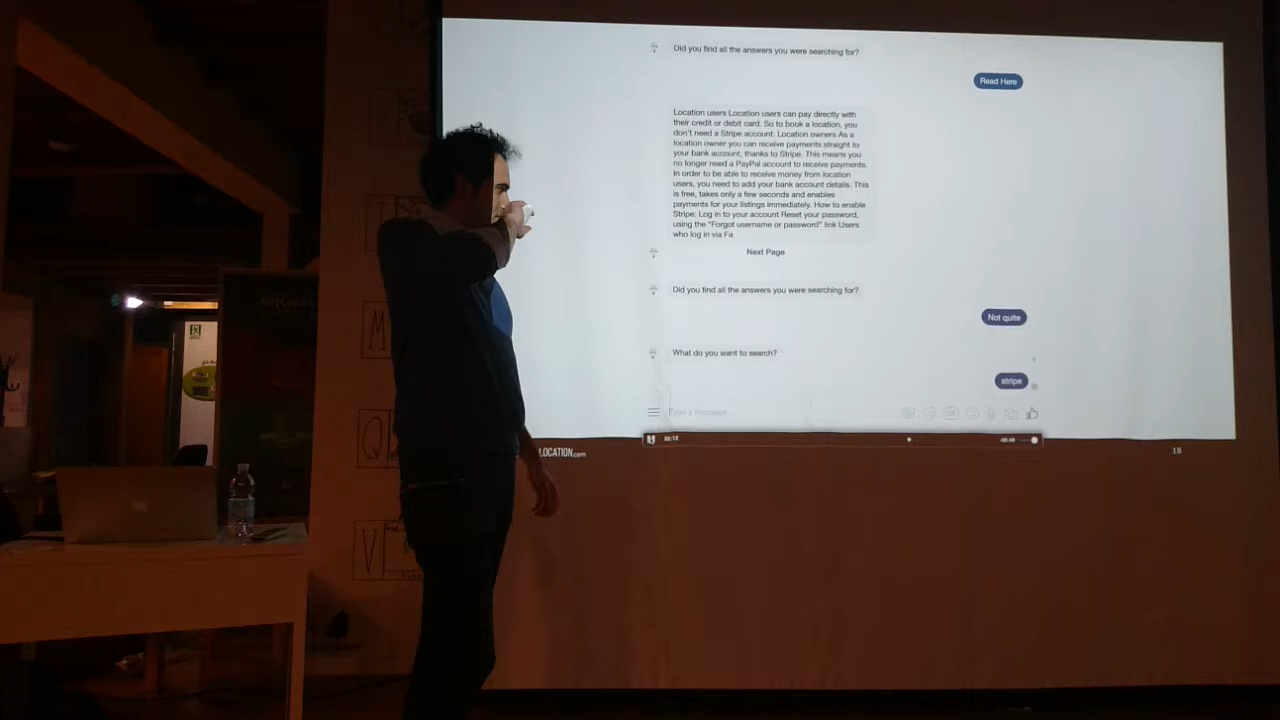 Did you find all the answers you were searching for?
Read Here
Location users Location users can pay directly with
their credit or debit card. So to book a location, you
don't need a Stripe account. Location owners As a
location owner you can receive payments straight to
your bank account, thanks to Stripe. This means you
no longer need a PayPal account to receive payments.
In order to be able to receive money from location
users, you need to add your bank account details. This
is free, takes only a few seconds and enables
payments for your listings immediately. How to enable
Stripe: Log in to your account Reset your password,
using the "Forgot username or password" link Users
who log in via Fa
Next Page
Did you find all the answers you were searching for?
Not quite
What do you want to search?
stripe
Type a message...
02:13
LOCATION.com
18
M
Q
V